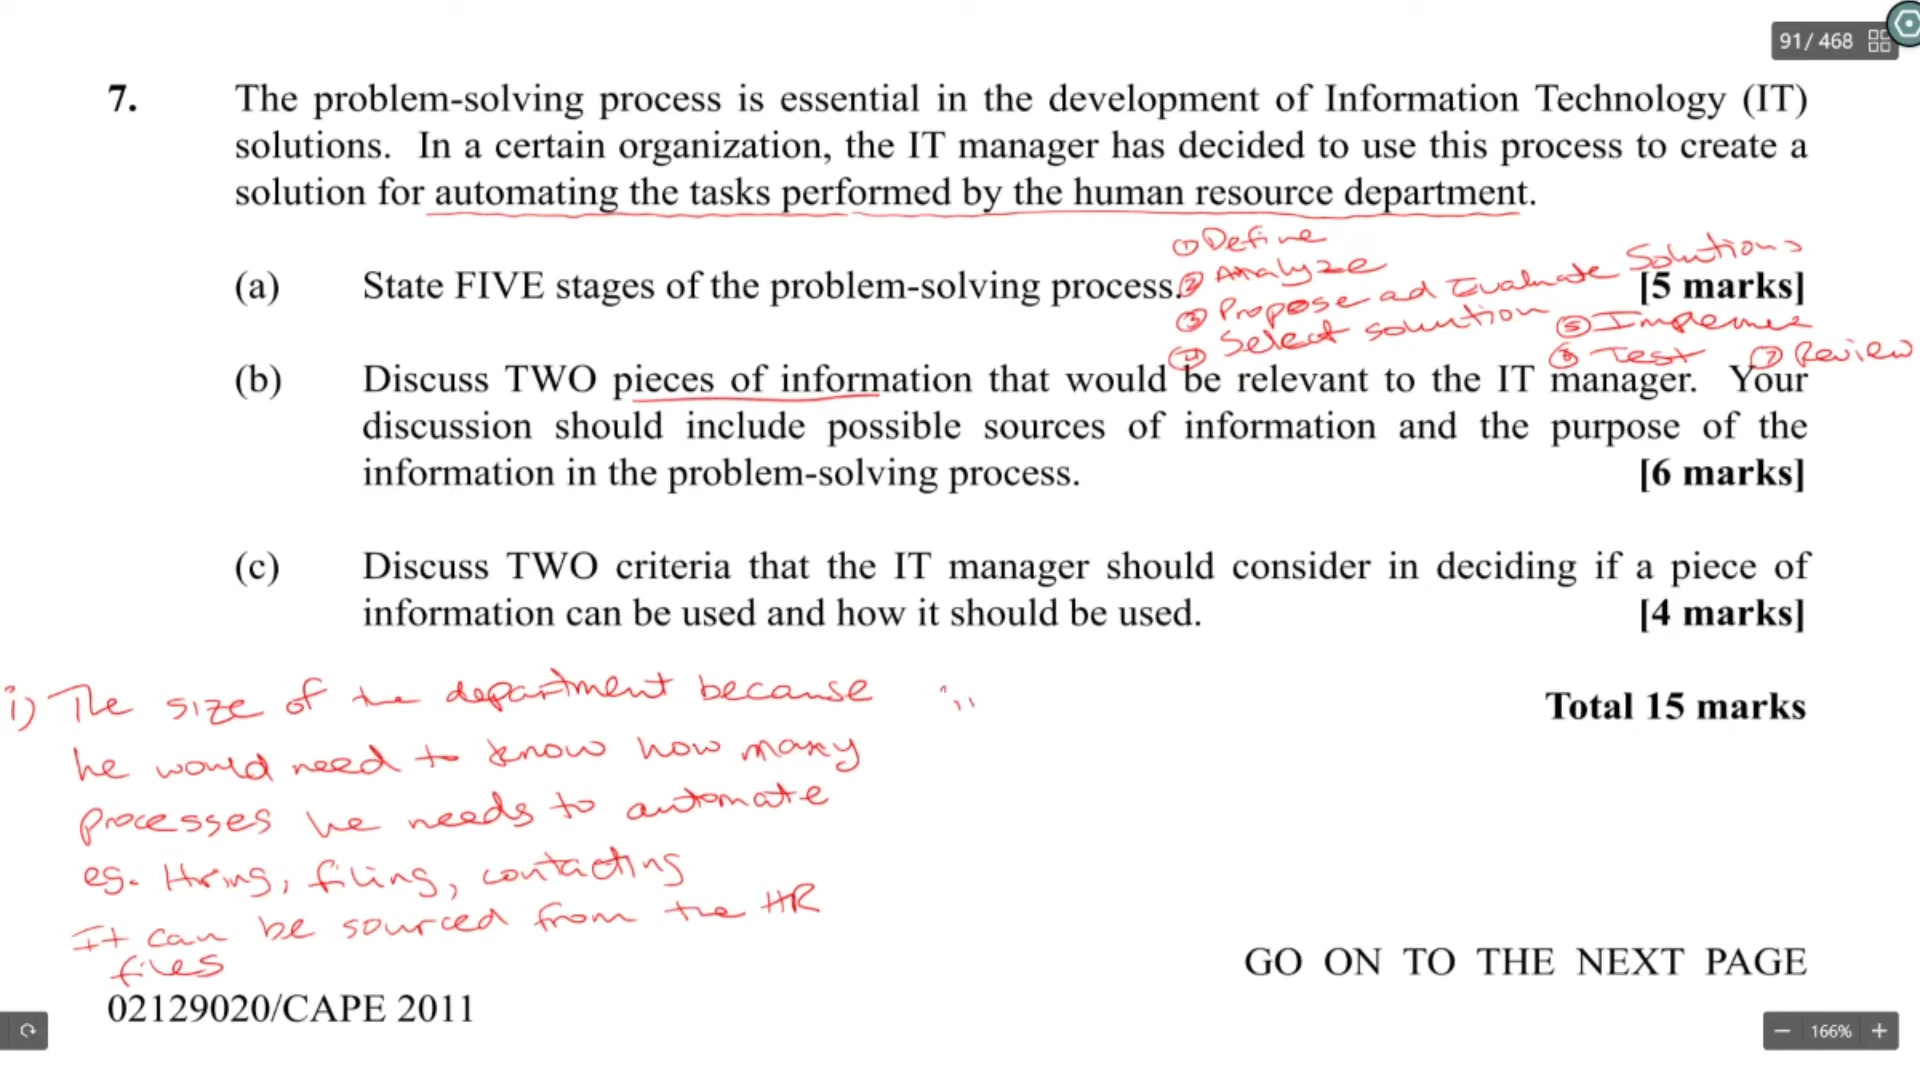 91/ 468
7. The problem-solving process is essential in the development of Information Technology (IT)
solutions. In a certain organization, the IT manager has decided to use this process to create a
solution for automating the tasks performed by the human resource department.
① Define
② Analyze
③ Propose ad Evaluate Solutions
④ Select solution
⑤ Implemen
⑥ Test
⑦ Review
(a) State FIVE stages of the problem-solving process. [5 marks]
(b) Discuss TWO pieces of information that would be relevant to the IT manager. Your
discussion should include possible sources of information and the purpose of the
information in the problem-solving process. [6 marks]
(c) Discuss TWO criteria that the IT manager should consider in deciding if a piece of
information can be used and how it should be used. [4 marks]
i) The size of the department because
he would need to know how many
processes he needs to automate
eg. Hiring, filing, contacting
It can be sourced from the HR
files
Total 15 marks
GO ON TO THE NEXT PAGE
02129020/CAPE 2011
166%